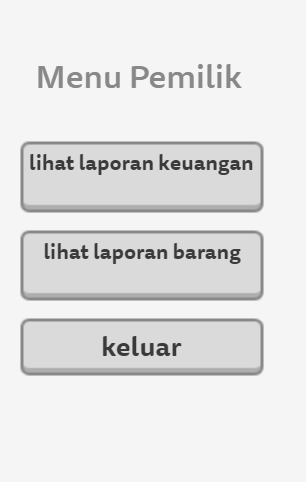 Menu Pemilik
lihat laporan keuangan
lihat laporan barang
keluar